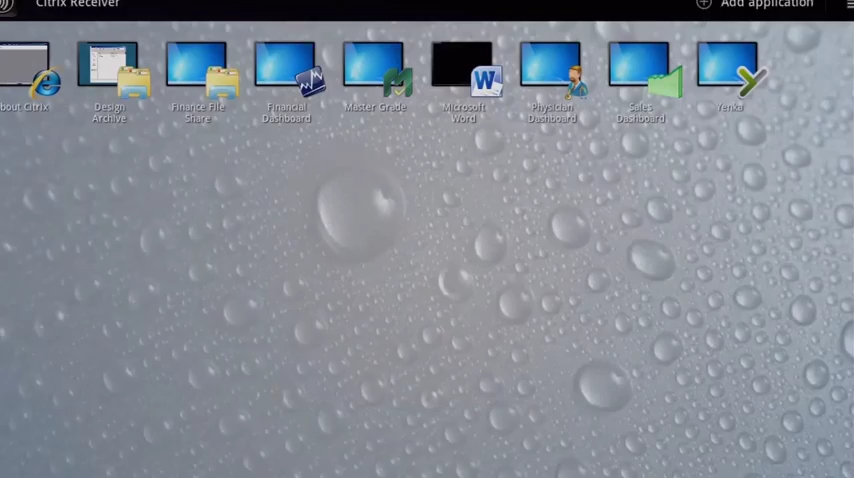 Citrix Receiver
Add application
bout Citrix
Design
Archive
Finance File
Share
Financial
Dashboard
Master Grade
Microsoft
Word
Physician
Dashboard
Sales
Dashboard
Yenka